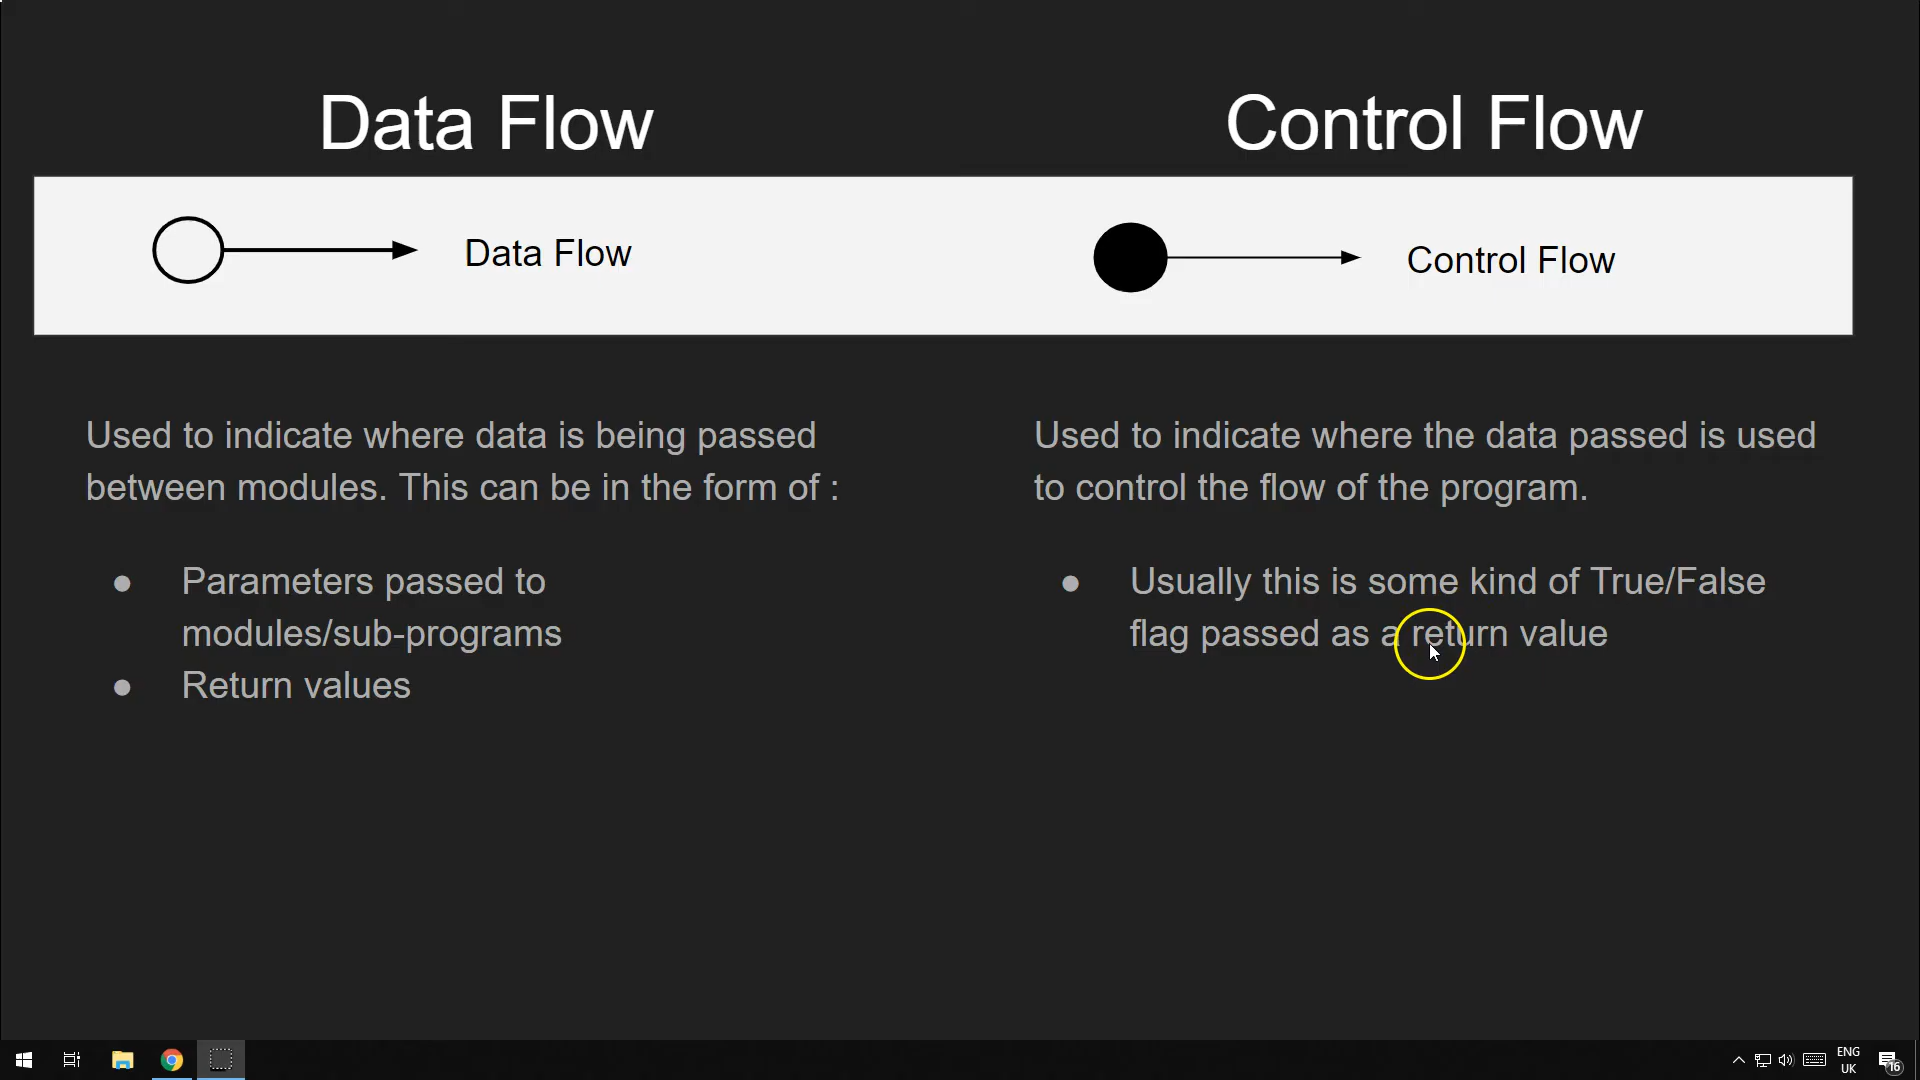 Data Flow
Control Flow
Data Flow
Control Flow
Used to indicate where data is being passed
between modules. This can be in the form of :
● Parameters passed to
modules/sub-programs
● Return values
Used to indicate where the data passed is used
to control the flow of the program.
● Usually this is some kind of True/False
flag passed as a return value
ENG
UK
16